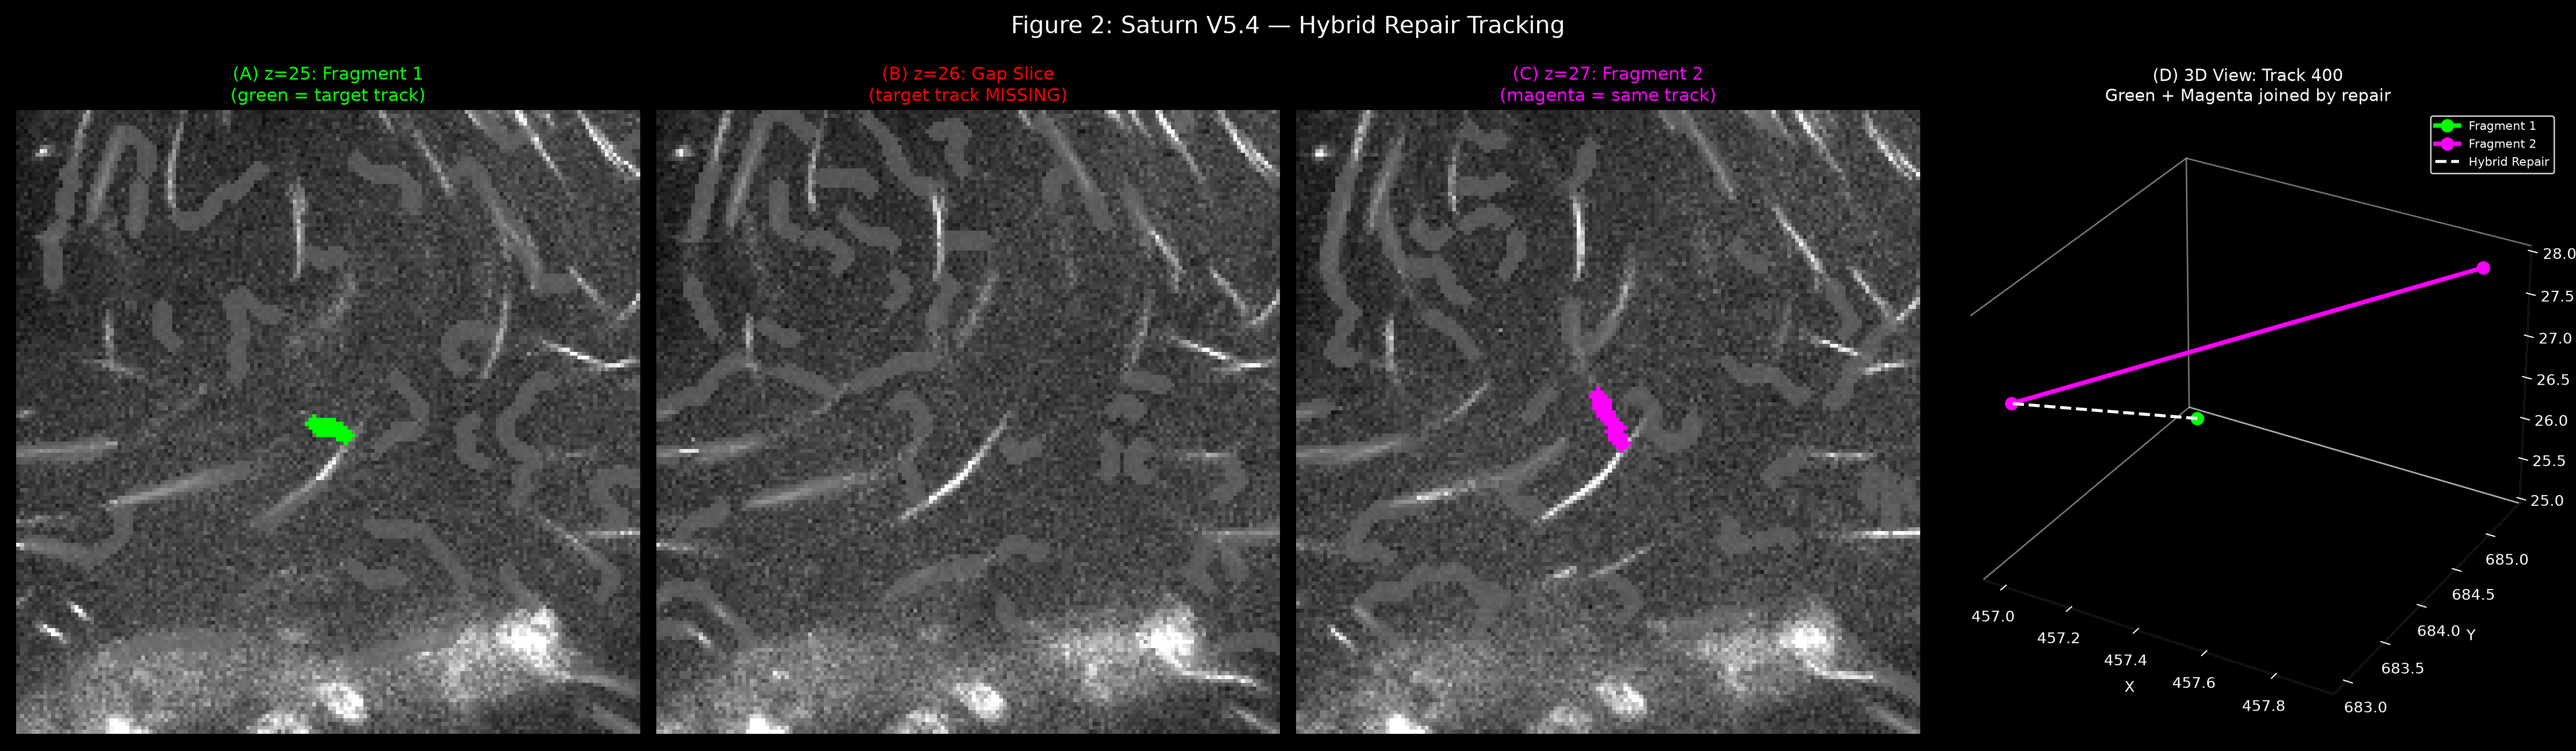 Figure 2: Saturn V5.4 — Hybrid Repair Tracking
(A) z=25: Fragment 1
(green = target track)
(B) z=26: Gap Slice
(target track MISSING)
(C) z=27: Fragment 2
(magenta = same track)
(D) 3D View: Track 400
Green + Magenta joined by repair
Fragment 1
Fragment 2
Hybrid Repair
28.0
27.5
27.0
26.5
26.0
25.5
25.0
685.0
684.5
684.0
683.5
683.0
Y
457.0
457.2
457.4
457.6
457.8
X